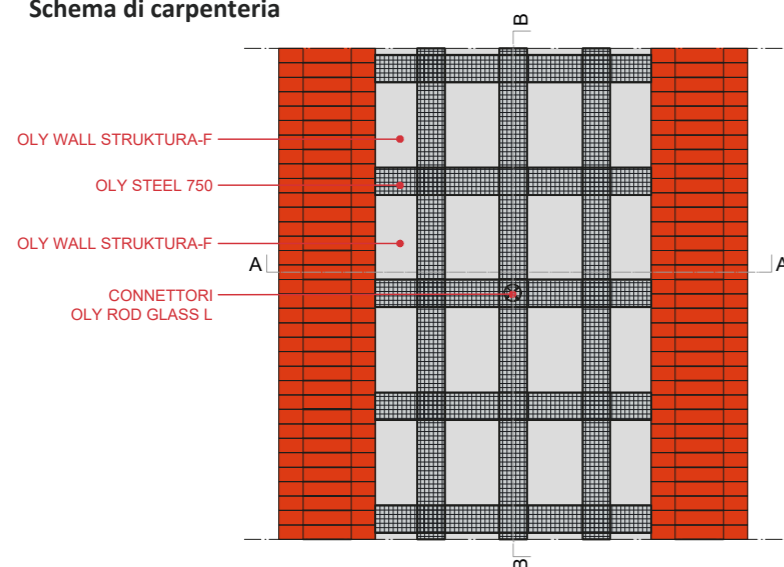 Schema di carpenteria
B
OLY WALL STRUKTURA-F
OLY STEEL 750
OLY WALL STRUKTURA-F
A
A
CONNETTORI
OLY ROD GLASS L
B